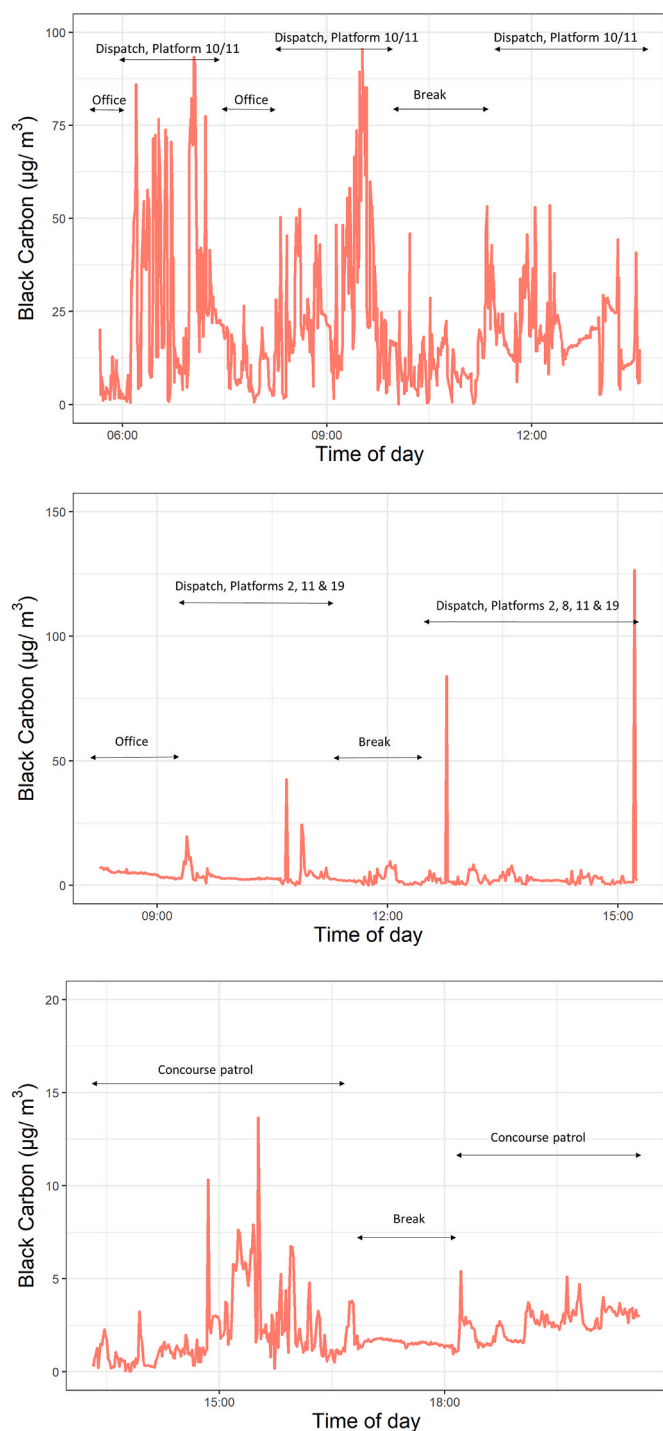 100
Dispatch, Platform 10/11
Dispatch, Platform 10/11
Dispatch, Platform 10/11
Office
Office
Break
75
50
25
0
Black Carbon (µg/ m³)
06:00
09:00
12:00
Time of day
150
Dispatch, Platforms 2, 11 & 19
Dispatch, Platforms 2, 8, 11 & 19
100
Office
Break
50
0
Black Carbon (µg/ m³)
09:00
12:00
15:00
Time of day
20
Concourse patrol
15
Concourse patrol
10
Break
5
0
Black Carbon (µg/ m³)
15:00
18:00
Time of day